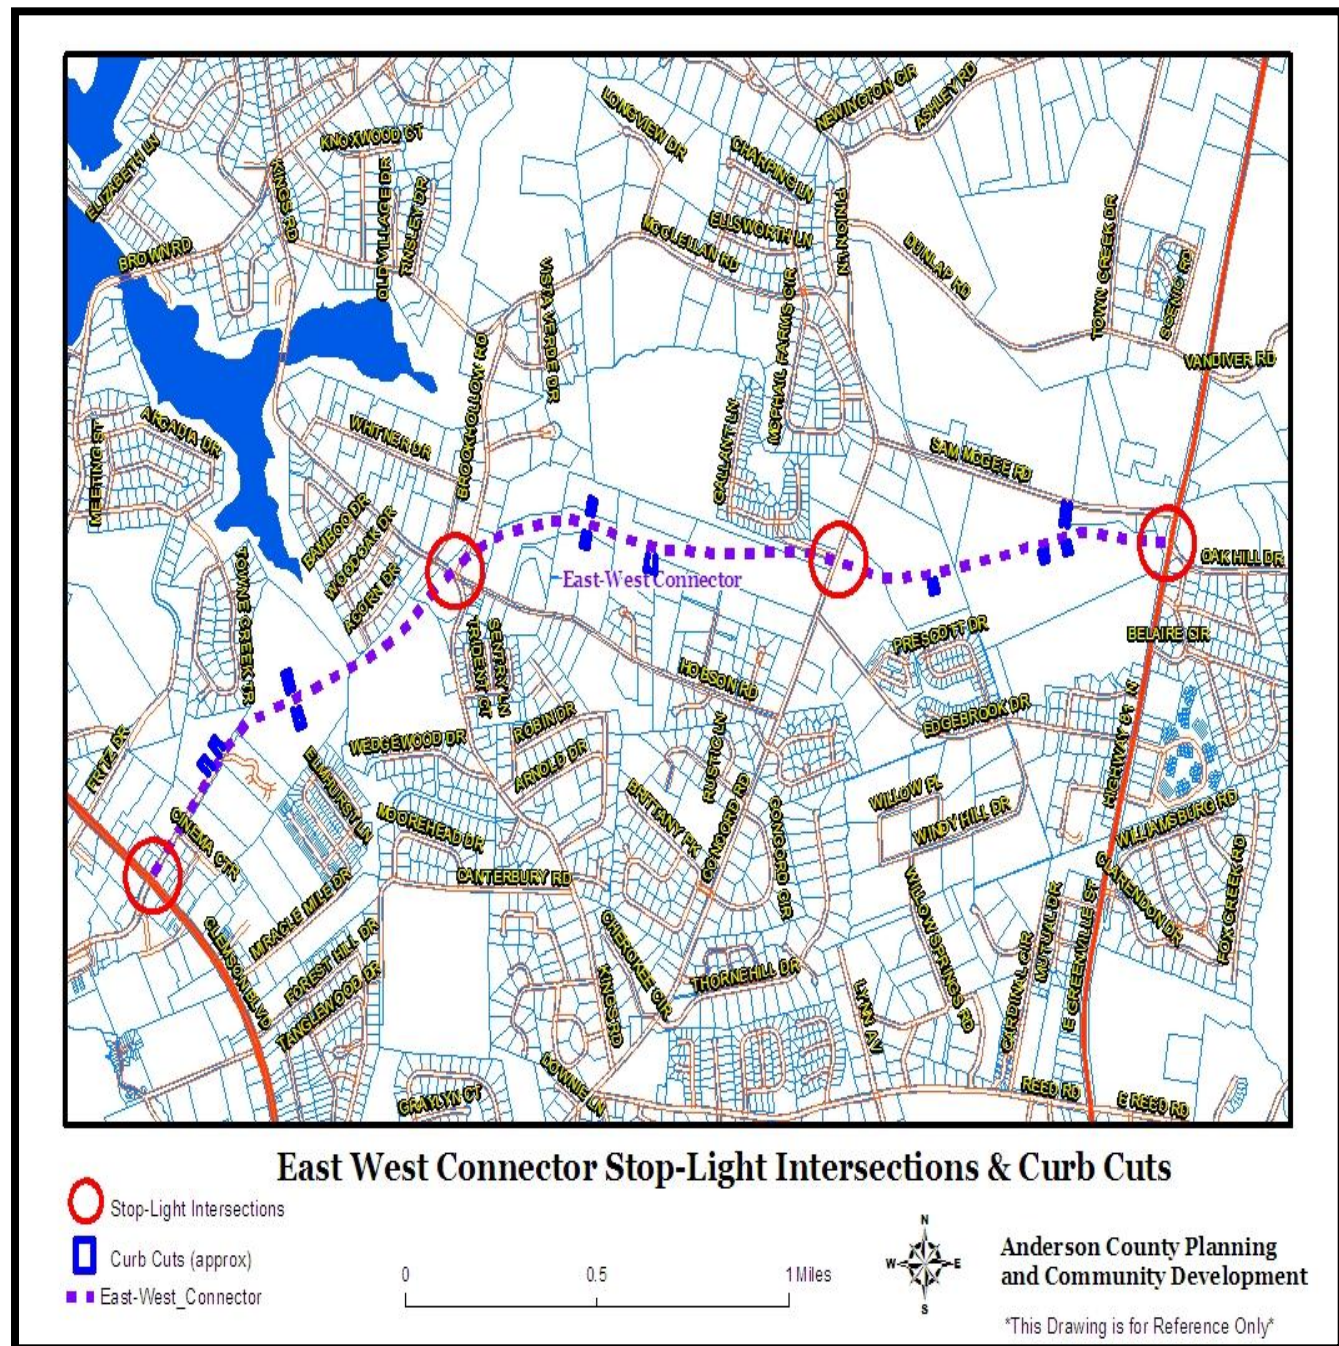 NEWINGTON CIR
ASHLEY RD
LONGVIEW DR
KNOXWOOD CT
CHARPING LN
ELIZABETH LN
KINGS RD
OLD VILLAGE DR
TINSLEY DR
PINION LN
ELLSWORTH LN
MCCLELLAN RD
DUNLAP RD
TOWN CREEK DR
SCENIC RD
BROWN RD
VISTA VERDE DR
MCPHAIL FARMS CIR
VANDIVER RD
BROOKHOLLOW RD
ARCADIA DR
WHITNER DR
GALLANT LN
MEETING ST
SAM MCGEE RD
BAMBOO DR
WOOD OAK DR
ACORN DR
OAK HILL DR
East-West Connector
TOWNE CREEK TR
TRIDENT CT
SENTRY LN
PRESCOTT DR
BELAIRE CIR
HOBSON RD
FRITZ DR
WEDGEWOOD DR
ROBIN DR
ARNOLD DR
RUSTIC LN
EDGEBROOK DR
HIGHWAY 81 N
ELMHURST LN
BRITTANY PK
CONCORD RD
CONCORD CIR
WILLOW PL
WINDY HILL DR
WILLIAMSBURG RD
CINEMA CTR
MOOREHEAD DR
CANTERBURY RD
MIRACLE MILE DR
CLARENDON DR
FOX CREEK RD
CLEMSON BLVD
FOREST HILL DR
TANGLEWOOD DR
CHEROKEE CIR
KINGS RD
THORNEHILL DR
LYNN AV
WILLOW SPRINGS RD
CARDINAL CIR
MUTUAL DR
E GREENVILLE ST
GRAYLYN CT
DOWNIE LN
REED RD
E REED RD
East West Connector Stop-Light Intersections & Curb Cuts
Stop-Light Intersections
Curb Cuts (approx)
East-West_Connector
0 0.5 1 Miles
N
W E
S
Anderson County Planning
and Community Development
*This Drawing is for Reference Only*